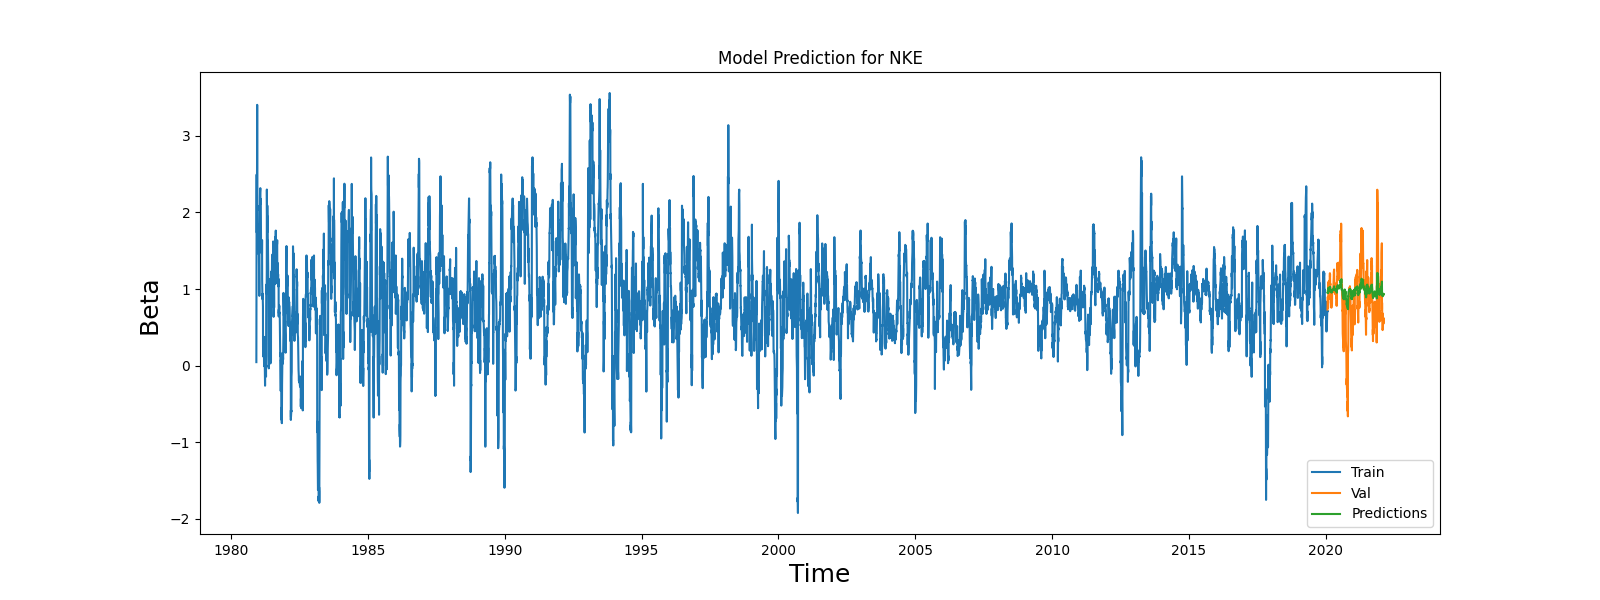 Model Prediction for NKE
Beta
3
2
1
0
−1
−2
1980 1985 1990 1995 2000 2005 2010 2015 2020
Time
Train
Val
Predictions